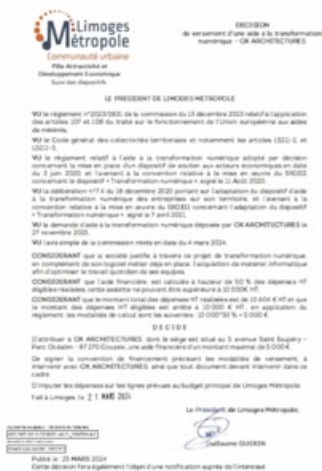 Limoges
Métropole
Communauté urbaine
Pôle Attractivité et
Développement Economique
Suivi des dispositifs
DECISION
de versement d'une aide à la transformation
numérique - OK ARCHITECTURES
LE PRESIDENT DE LIMOGES METROPOLE
VU le règlement n°2023/2831 de la commission du 13 décembre 2023 relatif à l'application
des articles 107 et 108 du traité sur le fonctionnement de l'Union européenne aux aides
de minimis,
VU le Code général des collectivités territoriales et notamment les articles L5211-2, et
L5211-3,
VU le règlement relatif à l'aide à la transformation numérique adopté par décision
concernant la mise en place d'un dispositif de soutien aux acteurs économiques en date
du 3 juin 2020, et l'avenant à la convention relative à la mise en œuvre du SRDEII
concernant le dispositif « Transformation numérique », signé le 11 Août 2020,
VU la délibération n°7.4 du 18 décembre 2020 portant sur l'adaptation du dispositif d'aide
à la transformation numérique des entreprises sur son territoire, et l'avenant à la
convention relative à la mise en œuvre du SRDEII concernant l'adaptation du dispositif
« Transformation numérique », signé le 7 avril 2021,
VU la demande d'aide à la transformation numérique déposée par OK ARCHITECTURES le
27 novembre 2023,
VU l'avis simple de la commission mixte en date du 4 mars 2024,
CONSIDERANT que la société justifie à travers ce projet de transformation numérique,
en complément de son logiciel métier déjà en place, l'acquisition de matériel informatique
afin d'optimiser le travail quotidien de ses équipes.
CONSIDERANT que l'aide financière, est calculée à hauteur de 50 % des dépenses HT
éligibles réalisées, cette assiette ne pouvant être supérieure à 10 000€ HT.
CONSIDERANT que le montant total des dépenses HT réalisées est de 10 404 € HT et que
le montant des dépenses HT éligibles est arrêté à 10 000 € HT, en application du
règlement, les modalités de calcul sont les suivantes : 10 000*50 % = 5 000 €.
D E C I D E
D'attribuer à OK ARCHITECTURES, dont le siège est situé au 5 avenue Saint Exupéry -
Parc Océalim - 87270 Couzeix, une aide financière d'un montant maximal de 5 000 €.
De signer la convention de financement précisant les modalités de versement, à
intervenir avec OK ARCHITECTURES, ainsi que tout document devant intervenir dans ce
cadre.
D'imputer les dépenses sur les lignes prévues au budget principal de Limoges Métropole.
Fait à Limoges, le 21 MARS 2024
Le Président de Limoges Métropole,
Guillaume GUERIN
Publié le : 25 MARS 2024
Cette décision fera également l'objet d'une notification auprès de l'intéressé